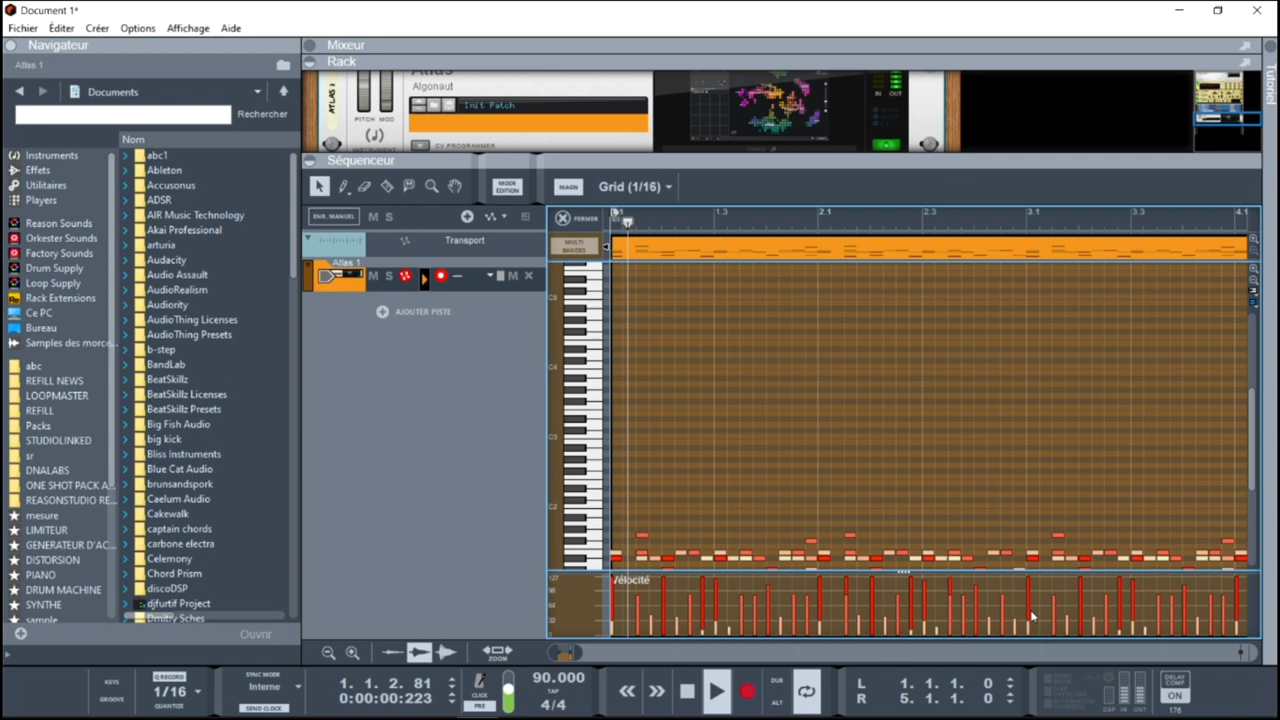 Document 1*
Fichier Éditer Créer Options Affichage Aide
Navigateur
Atlas 1
Documents
Rechercher
Nom
Instruments
Effets
Utilitaires
Players
Reason Sounds
Orkester Sounds
Factory Sounds
Drum Supply
Loop Supply
Rack Extensions
Ce PC
Bureau
Samples des morce...
abc
REFILL NEWS
LOOPMASTER
REFILL
Packs
STUDIOLINKED
sr
DNALABS
ONE SHOT PACK A...
REASONSTUDIO RE...
mesure
LIMITEUR
GENERATEUR D'AC...
DISTORSION
PIANO
DRUM MACHINE
SYNTHE
sample
abc1
Ableton
Accusonus
ADSR
AIR Music Technology
Akai Professional
arturia
Audacity
Audio Assault
AudioRealism
Audiority
AudioThing Licenses
AudioThing Presets
b-step
BandLab
BeatSkillz
BeatSkillz Licenses
BeatSkillz Presets
Big Fish Audio
big kick
Bliss Instruments
Blue Cat Audio
brunsandspork
Caelum Audio
Cakewalk
captain chords
carbone electra
Celemony
Chord Prism
discoDSP
djfurtif Project
Dmitry Sches
Ouvrir
Mixeur
Rack
ATLAS 1
PITCH MOD
INSTRUMENT
Atlas
Algonaut
Init Patch
CV PROGRAMMER
IN OUT
Tutoriel
Séquenceur
MODE EDITION
MAGN
Grid (1/16)
ENR. MANUEL M S
Transport
Atlas 1
M S M
AJOUTER PISTE
FERMER
1 1.3 2.1 2.3 3.1 3.3 4.1
MULTI BANDES
C5
C4
C3
C2
Vélocité
127
96
64
32
ZOOM
KEYS
GROOVE
Q RECORD
1/16
QUANTIZE
SYNC MODE
Interne
SEND CLOCK
1. 1. 2. 81
0:00:00:223
CLICK
PRE
90.000
TAP
4/4
DUB
ALT
L 1. 1. 1. 0
R 5. 1. 1. 0
DSP IN OUT
DELAY COMP
ON
176